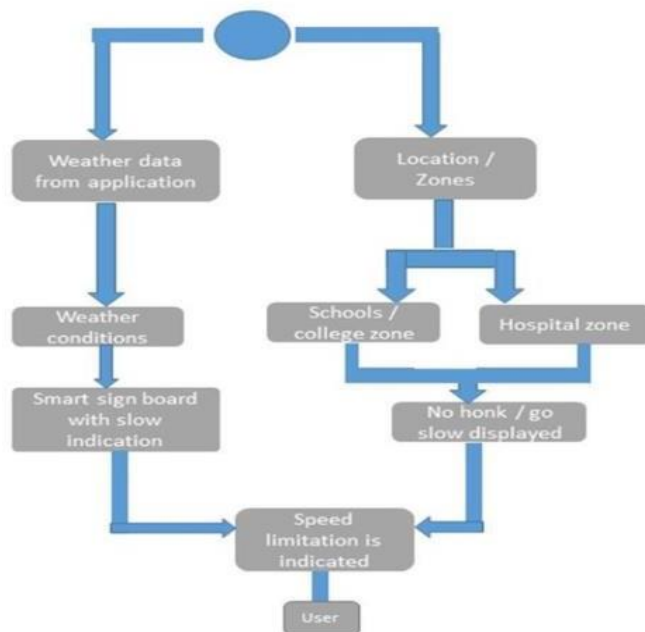 Weather data
from application
Location /
Zones
Weather
conditions
Schools /
college zone
Hospital zone
Smart sign board
with slow
indication
No honk / go
slow displayed
Speed
limitation is
indicated
User